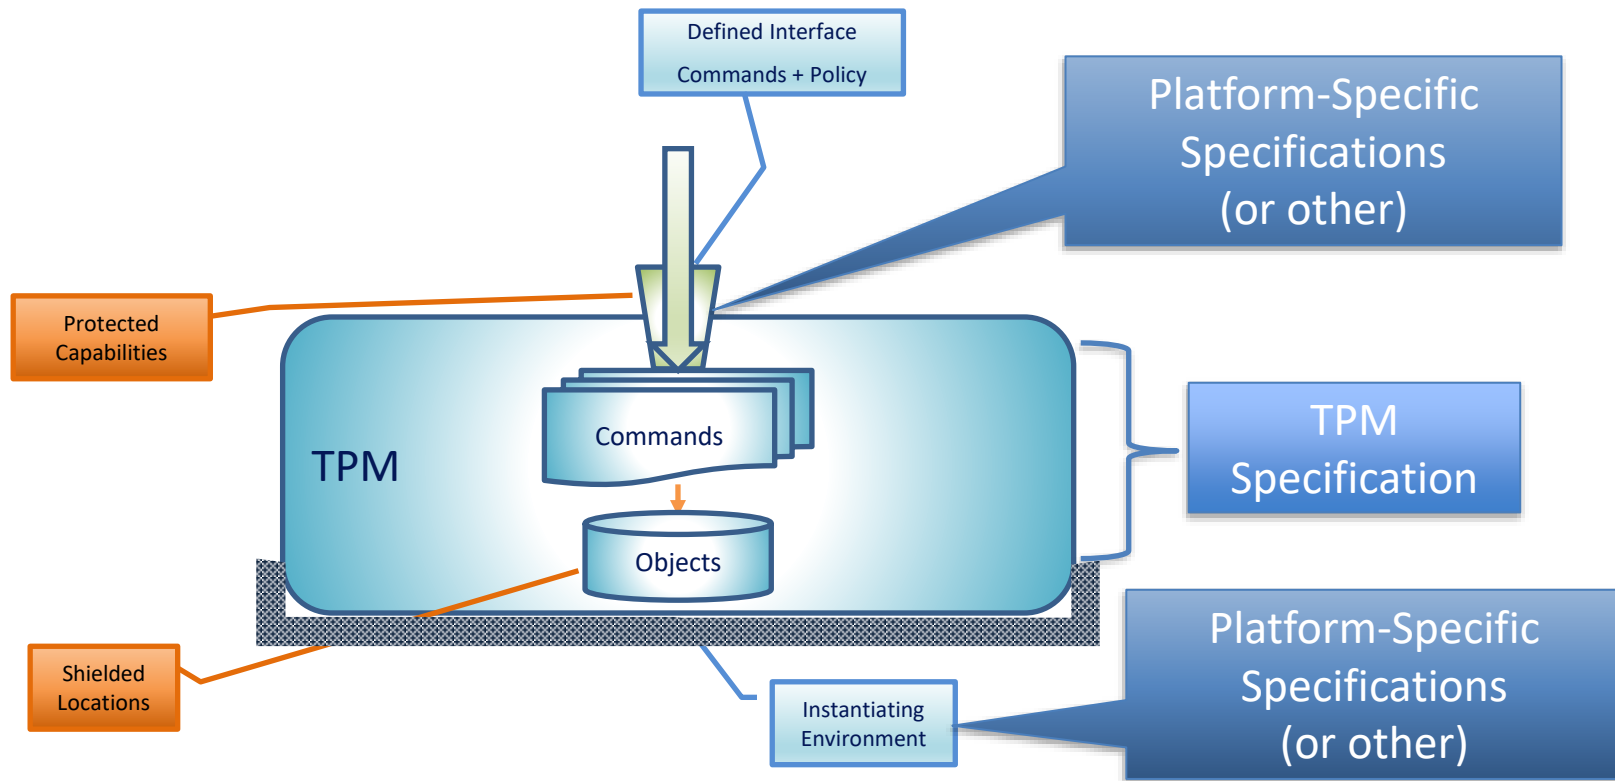 Defined Interface
Commands + Policy
Platform-Specific
Specifications
(or other)
Protected
Capabilities
TPM
Commands
Objects
TPM
Specification
Shielded
Locations
Instantiating
Environment
Platform-Specific
Specifications
(or other)